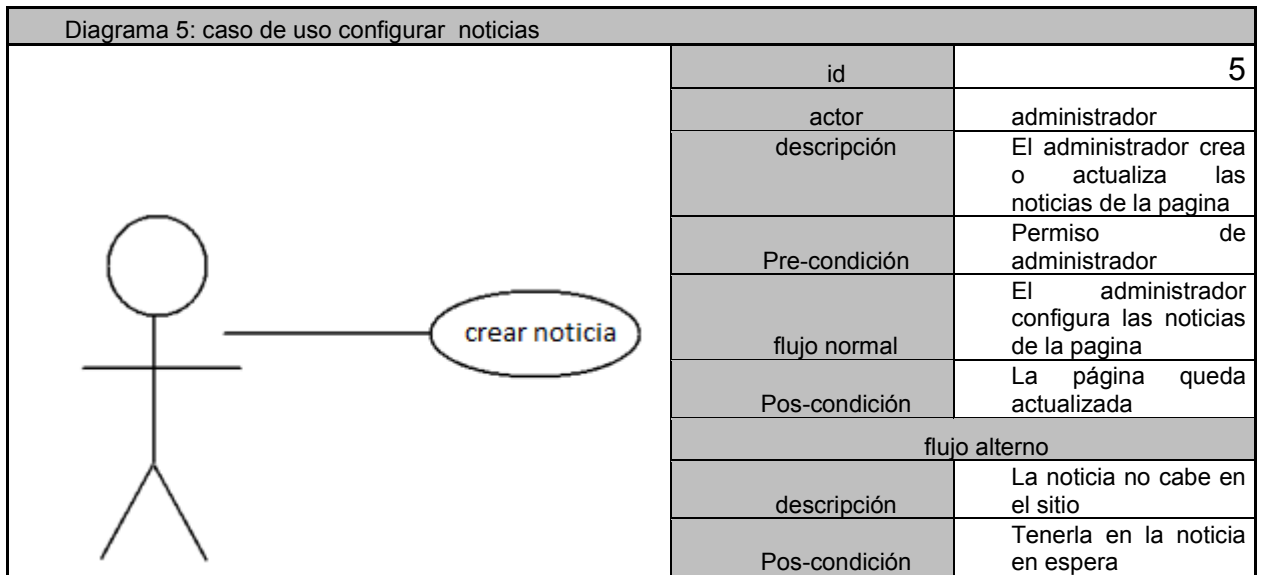 Diagrama 5: caso de uso configurar noticias
crear noticia
id 5
actor administrador
descripción El administrador crea
o actualiza las
noticias de la pagina
Pre-condición Permiso de
administrador
flujo normal El administrador
configura las noticias
de la pagina
Pos-condición La página queda
actualizada
flujo alterno
descripción La noticia no cabe en
el sitio
Pos-condición Tenerla en la noticia
en espera